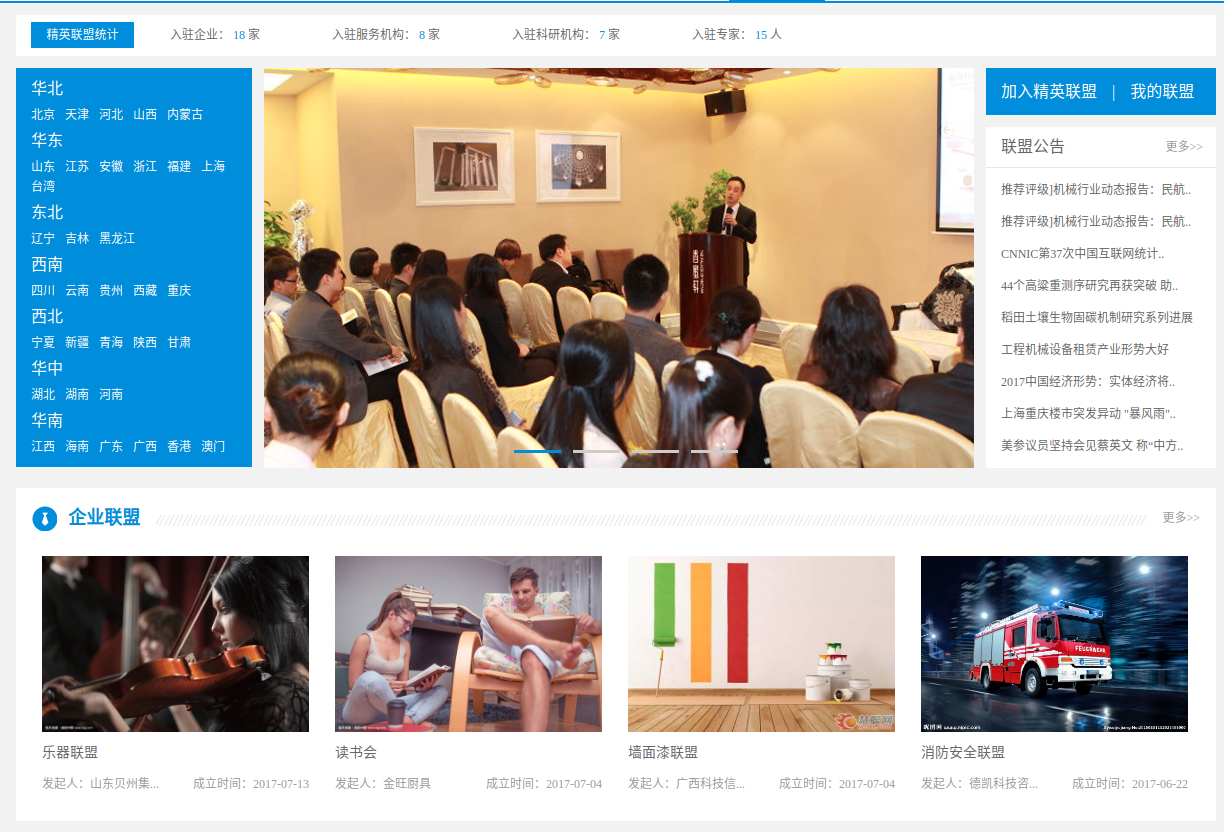 精英联盟统计 入驻企业： 18 家 入驻服务机构： 8 家 入驻科研机构： 7 家 入驻专家： 15 人
华北
北京 天津 河北 山西 内蒙古
华东
山东 江苏 安徽 浙江 福建 上海
台湾
东北
辽宁 吉林 黑龙江
西南
四川 云南 贵州 西藏 重庆
西北
宁夏 新疆 青海 陕西 甘肃
华中
湖北 湖南 河南
华南
江西 海南 广东 广西 香港 澳门
加入精英联盟 | 我的联盟
联盟公告 更多>>
推荐评级]机械行业动态报告：民航..
推荐评级]机械行业动态报告：民航..
CNNIC第37次中国互联网统计..
44个高粱重测序研究再获突破 助..
稻田土壤生物固碳机制研究系列进展
工程机械设备租赁产业形势大好
2017中国经济形势：实体经济将..
上海重庆楼市突发异动 "暴风雨"..
美参议员坚持会见蔡英文 称“中方..
企业联盟 更多>>
FEUERWEHR
乐器联盟
发起人：山东贝州集... 成立时间：2017-07-13
读书会
发起人：金旺厨具 成立时间：2017-07-04
墙面漆联盟
发起人：广西科技信... 成立时间：2017-07-04
消防安全联盟
发起人：德凯科技咨... 成立时间：2017-06-22